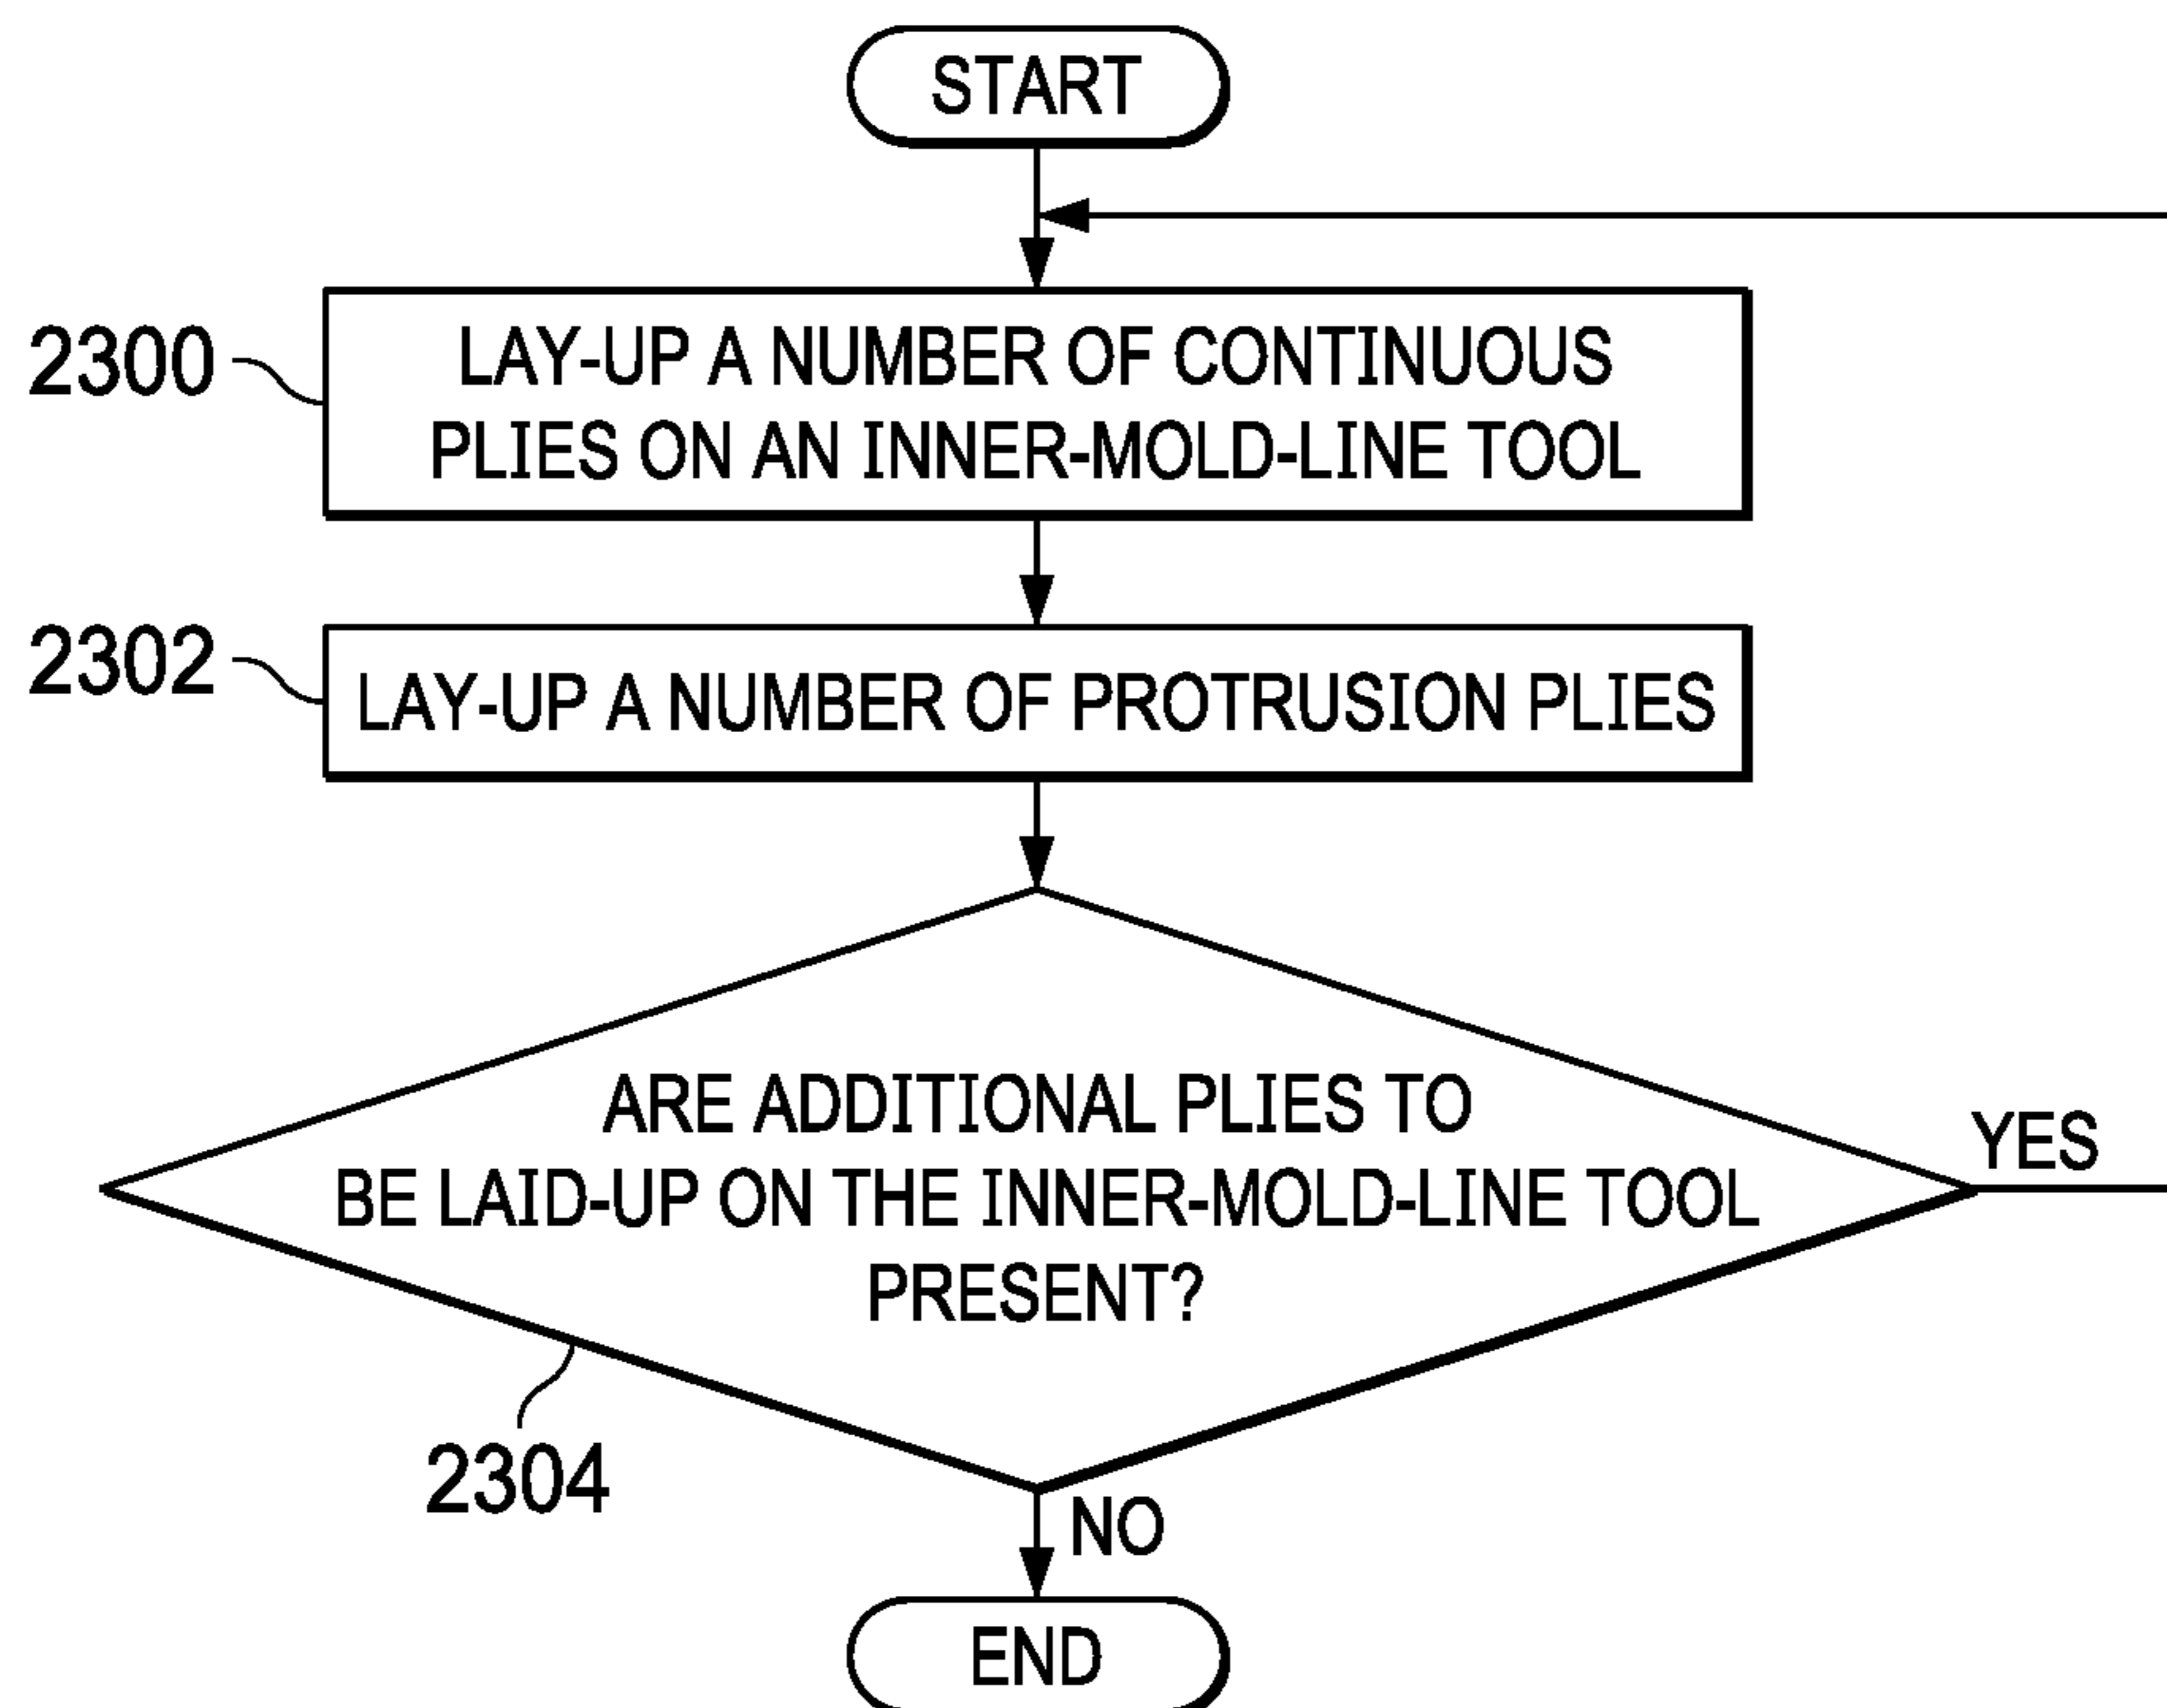 START
2300
LAY-UP A NUMBER OF CONTINUOUS
PLIES ON AN INNER-MOLD-LINE TOOL
2302
LAY-UP A NUMBER OF PROTRUSION PLIES
ARE ADDITIONAL PLIES TO
BE LAID-UP ON THE INNER-MOLD-LINE TOOL
PRESENT?
YES
2304
NO
END